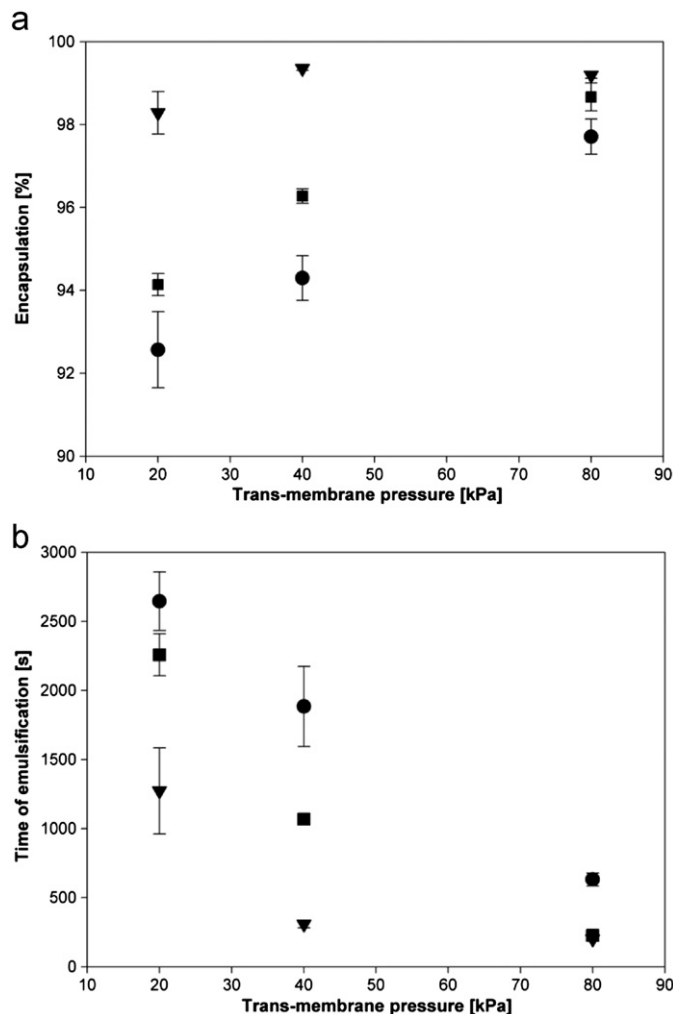 a
100
98
96
94
92
90
Encapsulation [%]
10 20 30 40 50 60 70 80 90
Trans-membrane pressure [kPa]
b
3000
2500
2000
1500
1000
500
0
Time of emulsification [s]
10 20 30 40 50 60 70 80 90
Trans-membrane pressure [kPa]